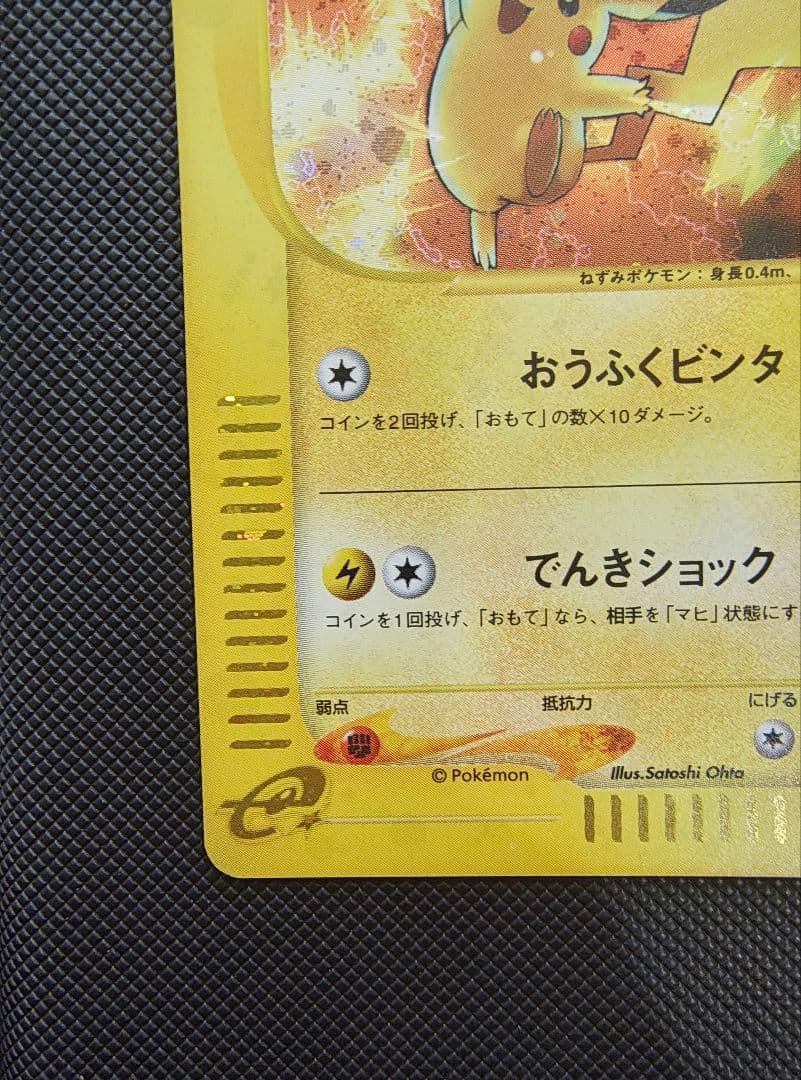 ねずみポケモン：身長0.4m、
おうふくビンタ
コインを2回投げ、「おもて」の数×10ダメージ。
でんきショック
コインを1回投げ、「おもて」なら、相手を「マヒ」状態にす
弱点 抵抗力 にげる
© Pokémon Illus.Satoshi Ohta
e